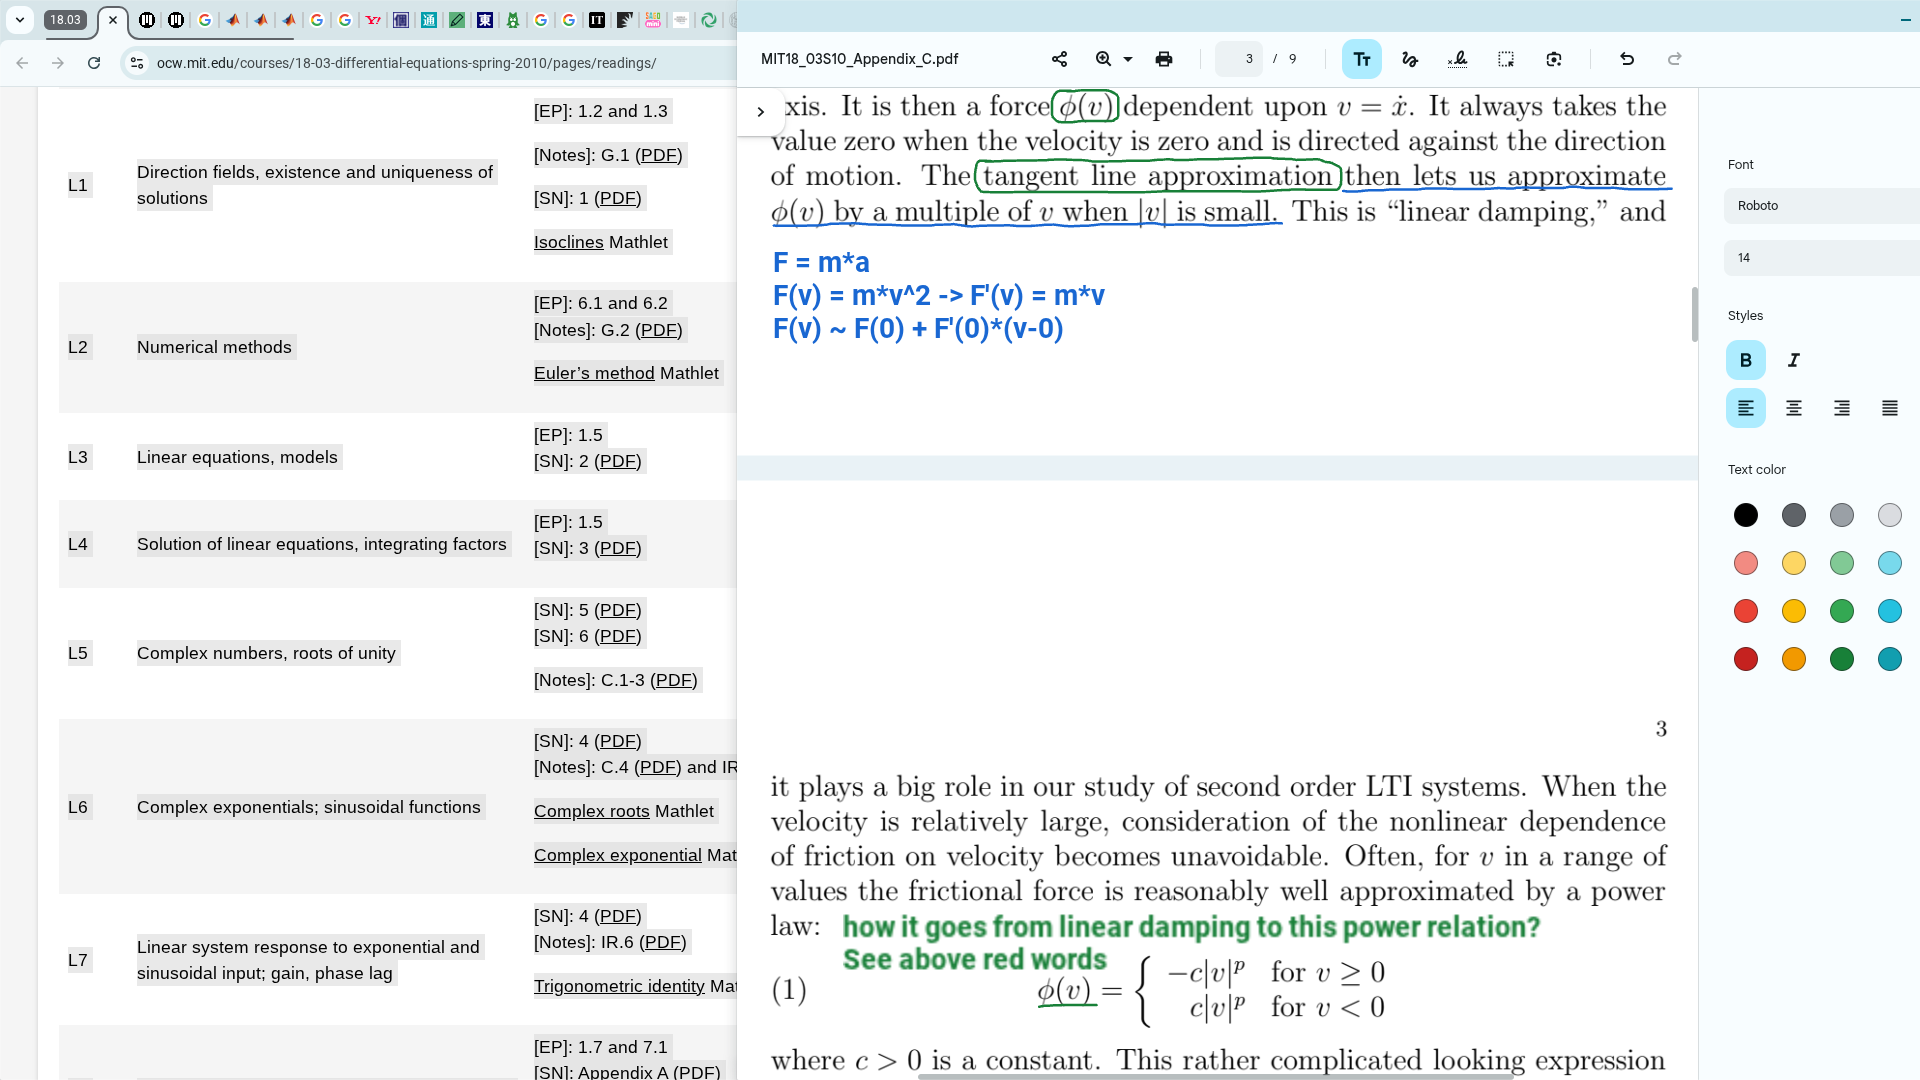 18.03
ocw.mit.edu/courses/18-03-differential-equations-spring-2010/pages/readings/
[EP]: 1.2 and 1.3
L1
Direction fields, existence and uniqueness of
solutions
[Notes]: G.1 (PDF)
[SN]: 1 (PDF)
Isoclines Mathlet
L2
Numerical methods
[EP]: 6.1 and 6.2
[Notes]: G.2 (PDF)
Euler’s method Mathlet
L3
Linear equations, models
[EP]: 1.5
[SN]: 2 (PDF)
L4
Solution of linear equations, integrating factors
[EP]: 1.5
[SN]: 3 (PDF)
L5
Complex numbers, roots of unity
[SN]: 5 (PDF)
[SN]: 6 (PDF)
[Notes]: C.1-3 (PDF)
L6
Complex exponentials; sinusoidal functions
[SN]: 4 (PDF)
[Notes]: C.4 (PDF) and IR
Complex roots Mathlet
Complex exponential Mat
L7
Linear system response to exponential and
sinusoidal input; gain, phase lag
[SN]: 4 (PDF)
[Notes]: IR.6 (PDF)
Trigonometric identity Mat
[EP]: 1.7 and 7.1
[SN]: Appendix A (PDF)
MIT18_03S10_Appendix_C.pdf
3 / 9
xis. It is then a force ϕ(v) dependent upon v = ẋ. It always takes the
value zero when the velocity is zero and is directed against the direction
of motion. The tangent line approximation then lets us approximate
ϕ(v) by a multiple of v when |v| is small. This is “linear damping,” and
F = m*a
F(v) = m*v^2 -> F'(v) = m*v
F(v) ~ F(0) + F'(0)*(v-0)
3
it plays a big role in our study of second order LTI systems. When the
velocity is relatively large, consideration of the nonlinear dependence
of friction on velocity becomes unavoidable. Often, for v in a range of
values the frictional force is reasonably well approximated by a power
law: how it goes from linear damping to this power relation?
See above red words
(1) ϕ(v) = { −c|v|^p for v ≥ 0
c|v|^p for v < 0
where c > 0 is a constant. This rather complicated looking expression
Font
Roboto
14
Styles
B I
Text color